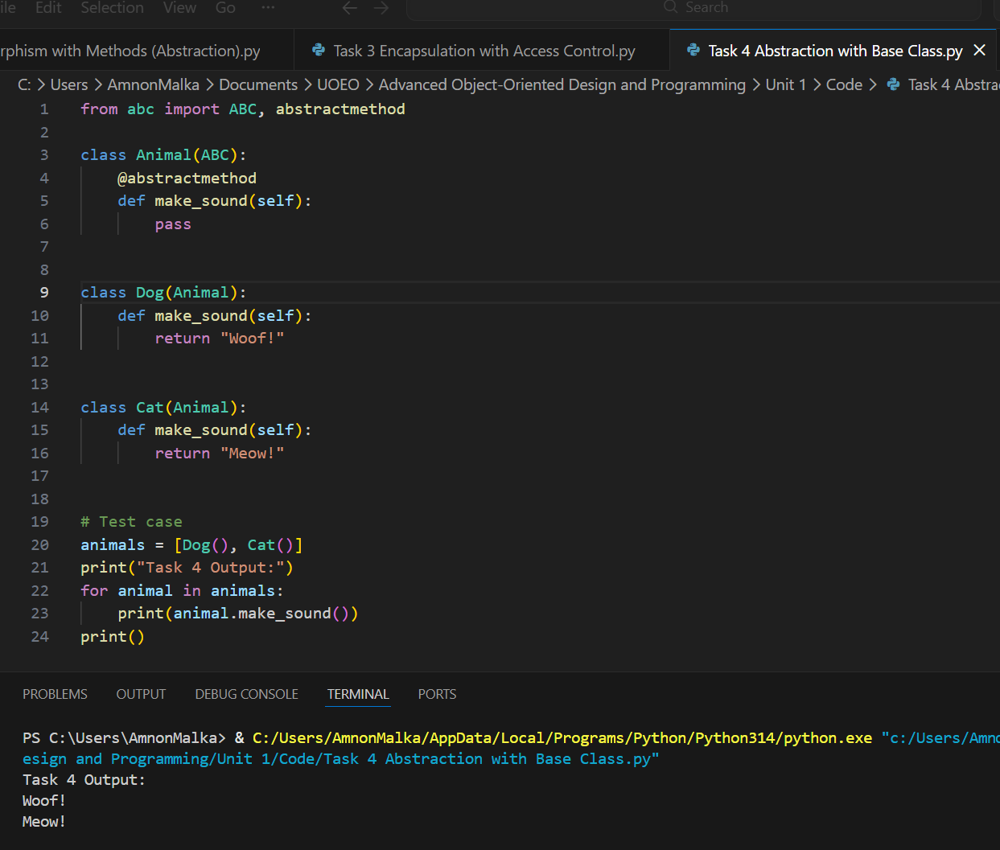 ile Edit Selection View Go ··· ← → Search
rphism with Methods (Abstraction).py Task 3 Encapsulation with Access Control.py Task 4 Abstraction with Base Class.py ×
C: > Users > AmnonMalka > Documents > UOEO > Advanced Object-Oriented Design and Programming > Unit 1 > Code > Task 4 Abstra
1 from abc import ABC, abstractmethod
2
3 class Animal(ABC):
4     @abstractmethod
5     def make_sound(self):
6         pass
7
8
9 class Dog(Animal):
10     def make_sound(self):
11         return "Woof!"
12
13
14 class Cat(Animal):
15     def make_sound(self):
16         return "Meow!"
17
18
19 # Test case
20 animals = [Dog(), Cat()]
21 print("Task 4 Output:")
22 for animal in animals:
23     print(animal.make_sound())
24 print()
PROBLEMS OUTPUT DEBUG CONSOLE TERMINAL PORTS
PS C:\Users\AmnonMalka> & C:/Users/AmnonMalka/AppData/Local/Programs/Python/Python314/python.exe "c:/Users/Amno
esign and Programming/Unit 1/Code/Task 4 Abstraction with Base Class.py"
Task 4 Output:
Woof!
Meow!